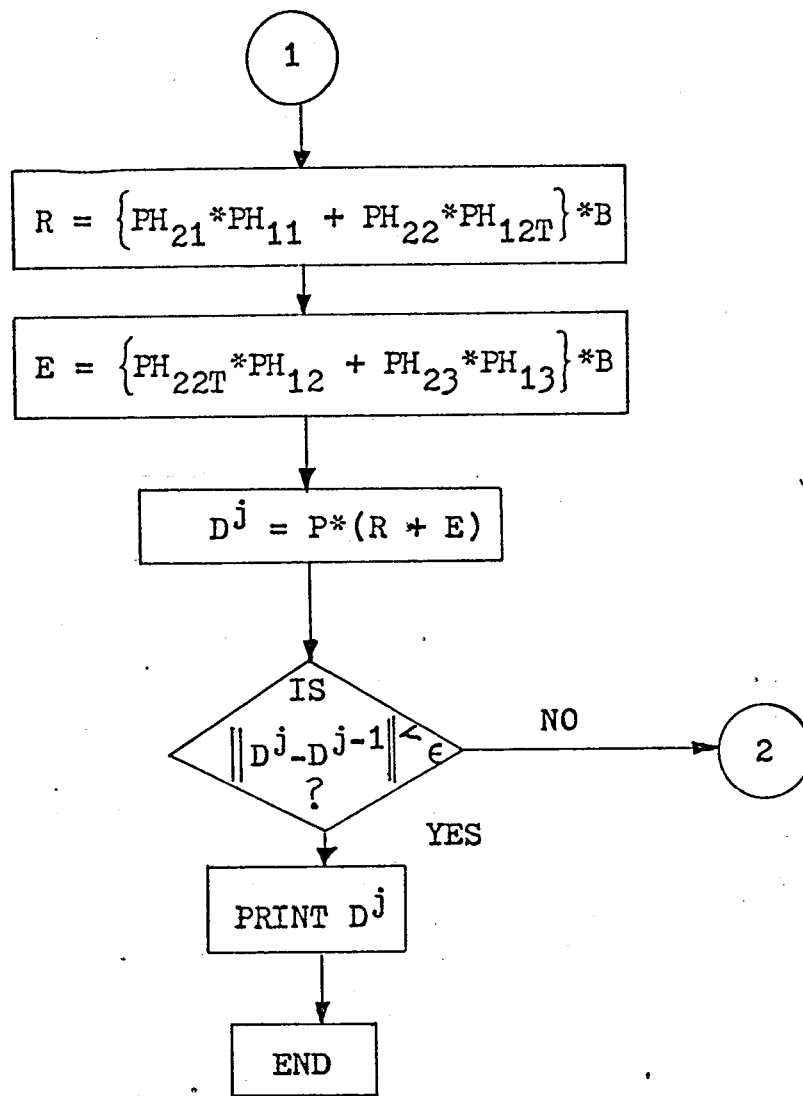 1
R = {PH₂₁*PH₁₁ + PH₂₂*PH₁₂T}*B
E = {PH₂₂T*PH₁₂ + PH₂₃*PH₁₃}*B
Dʲ = P*(R + E)
IS
‖Dʲ-Dʲ⁻¹‖< ϵ
?
NO
2
YES
PRINT Dʲ
END